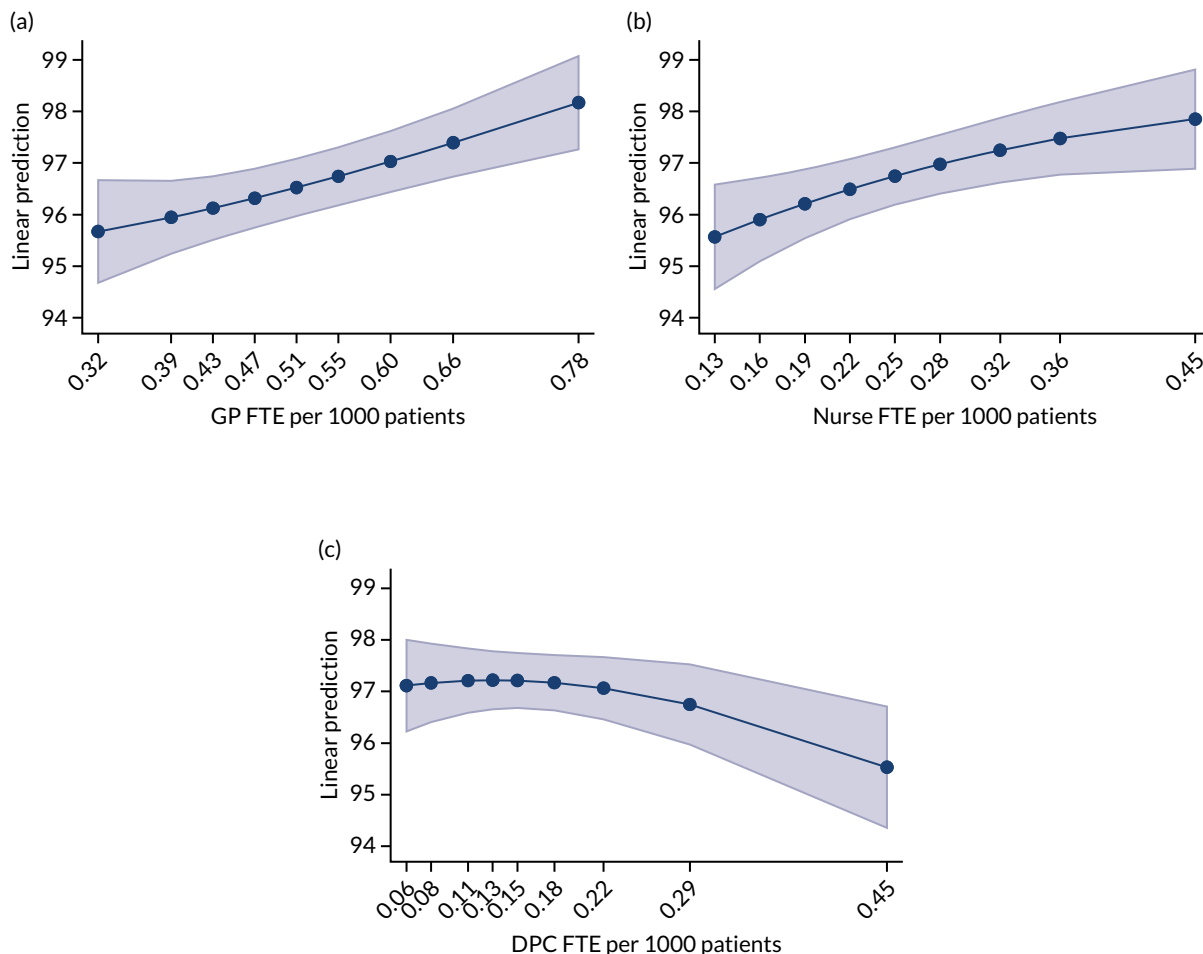 (a)
99
98
97
96
95
94
Linear prediction
0.32 0.39 0.43 0.47 0.51 0.55 0.60 0.66 0.78
GP FTE per 1000 patients
(b)
99
98
97
96
95
94
Linear prediction
0.13 0.16 0.19 0.22 0.25 0.28 0.32 0.36 0.45
Nurse FTE per 1000 patients
(c)
99
98
97
96
95
94
Linear prediction
0.06 0.08 0.11 0.13 0.15 0.18 0.22 0.29 0.45
DPC FTE per 1000 patients